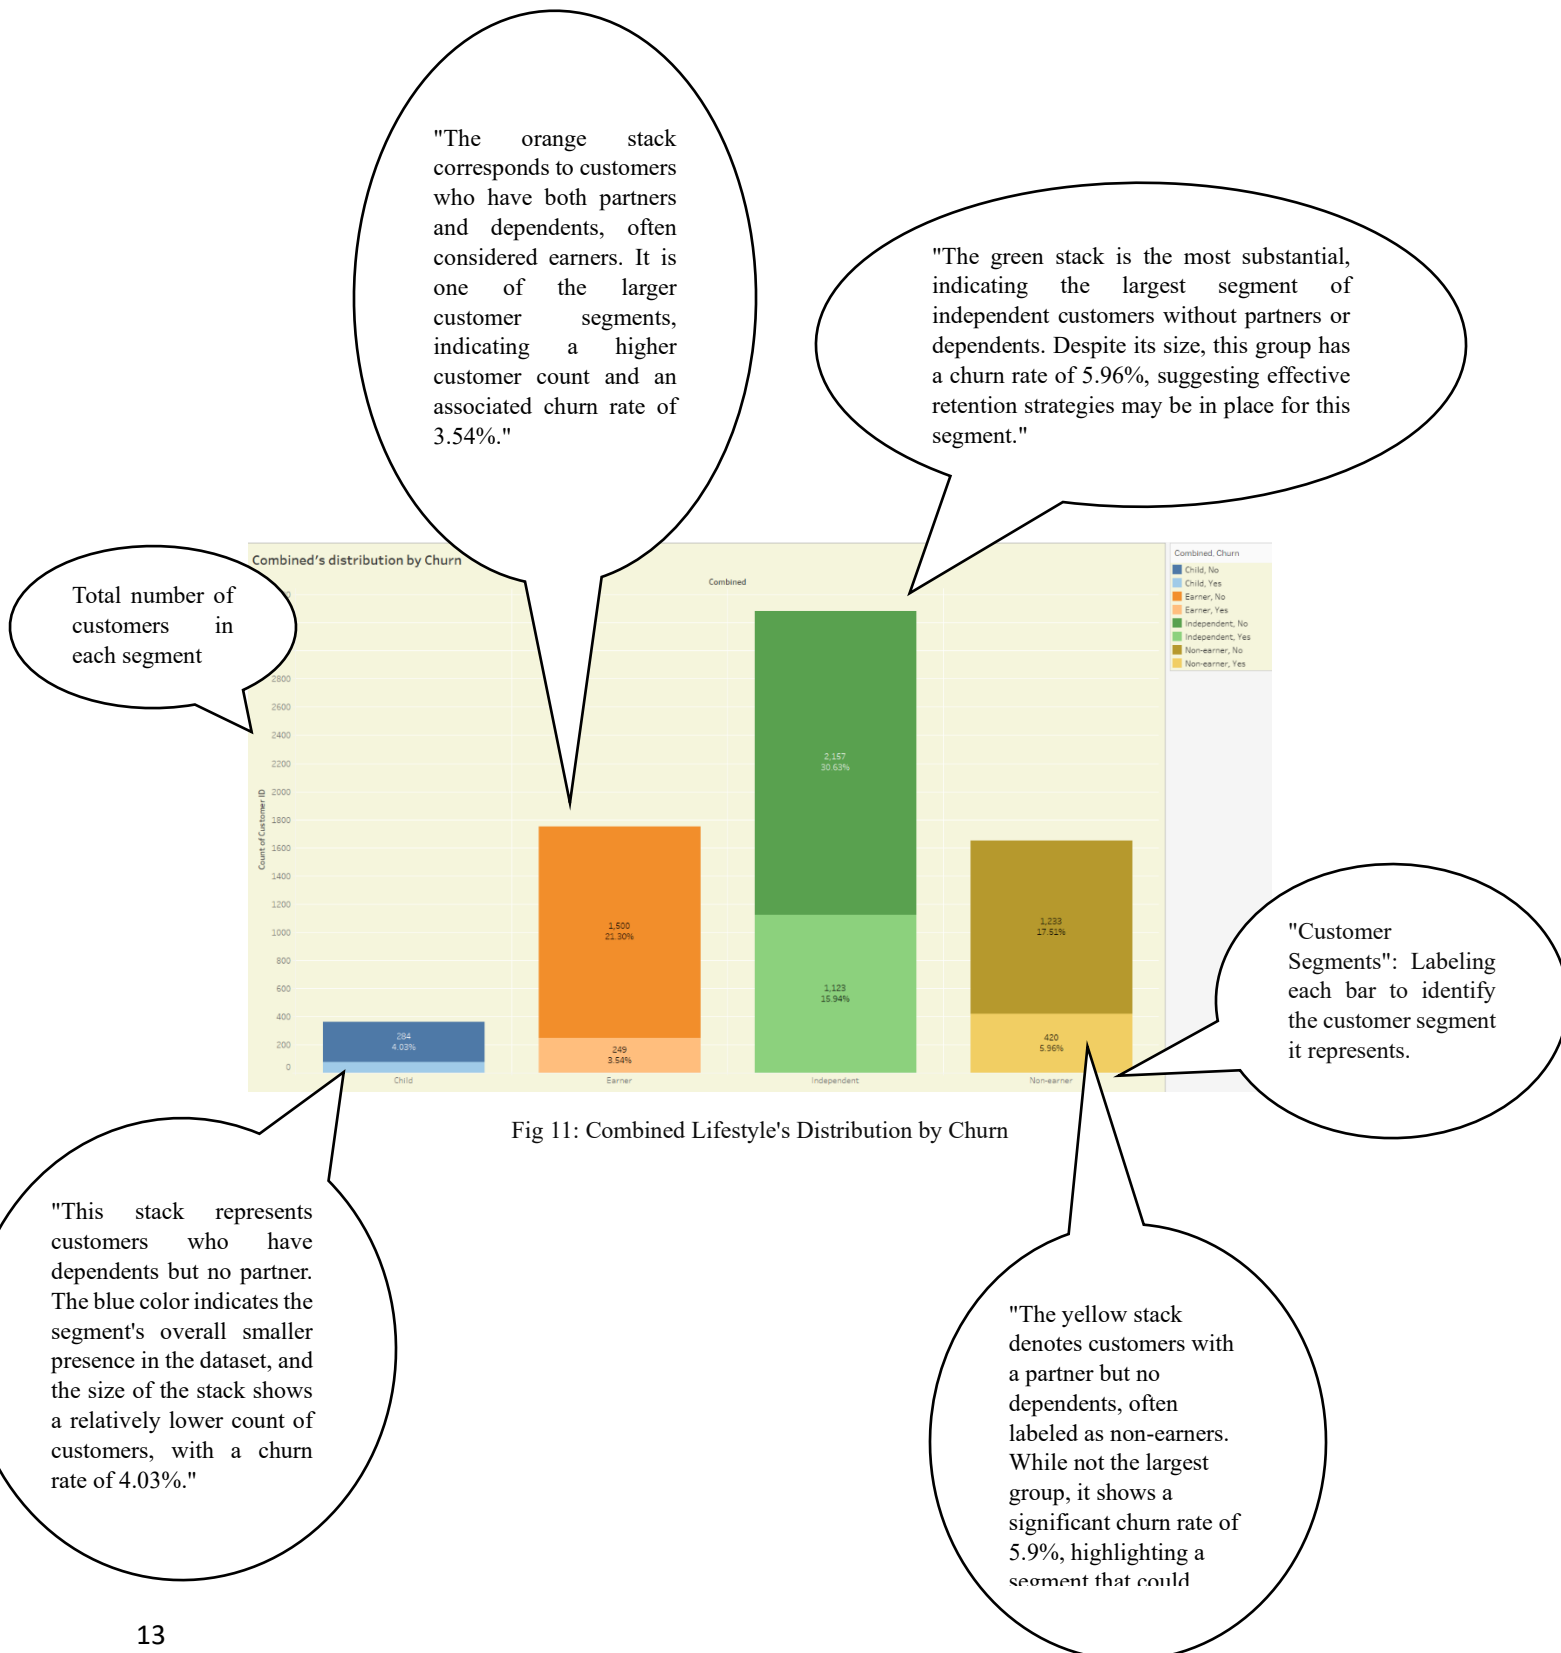 "The orange stack
corresponds to customers
who have both partners
and dependents, often
considered earners. It is
one of the larger
customer segments,
indicating a higher
customer count and an
associated churn rate of
3.54%."
"The green stack is the most substantial,
indicating the largest segment of
independent customers without partners or
dependents. Despite its size, this group has
a churn rate of 5.96%, suggesting effective
retention strategies may be in place for this
segment."
Total number of
customers in
each segment
Combined's distribution by Churn
Combined
Combined, Churn
Child, No
Child, Yes
Earner, No
Earner, Yes
Independent, No
Independent, Yes
Non-earner, No
Non-earner, Yes
Count of Customer ID
2800
2600
2400
2200
2000
1800
1600
1400
1200
1000
800
600
400
200
0
284
4.03%
1,500
21.30%
249
3.54%
2,157
30.63%
1,123
15.94%
1,233
17.51%
420
5.96%
Child
Earner
Independent
Non-earner
"Customer
Segments": Labeling
each bar to identify
the customer segment
it represents.
Fig 11: Combined Lifestyle's Distribution by Churn
"This stack represents
customers who have
dependents but no partner.
The blue color indicates the
segment's overall smaller
presence in the dataset, and
the size of the stack shows
a relatively lower count of
customers, with a churn
rate of 4.03%."
"The yellow stack
denotes customers with
a partner but no
dependents, often
labeled as non-earners.
While not the largest
group, it shows a
significant churn rate of
5.9%, highlighting a
segment that could
13